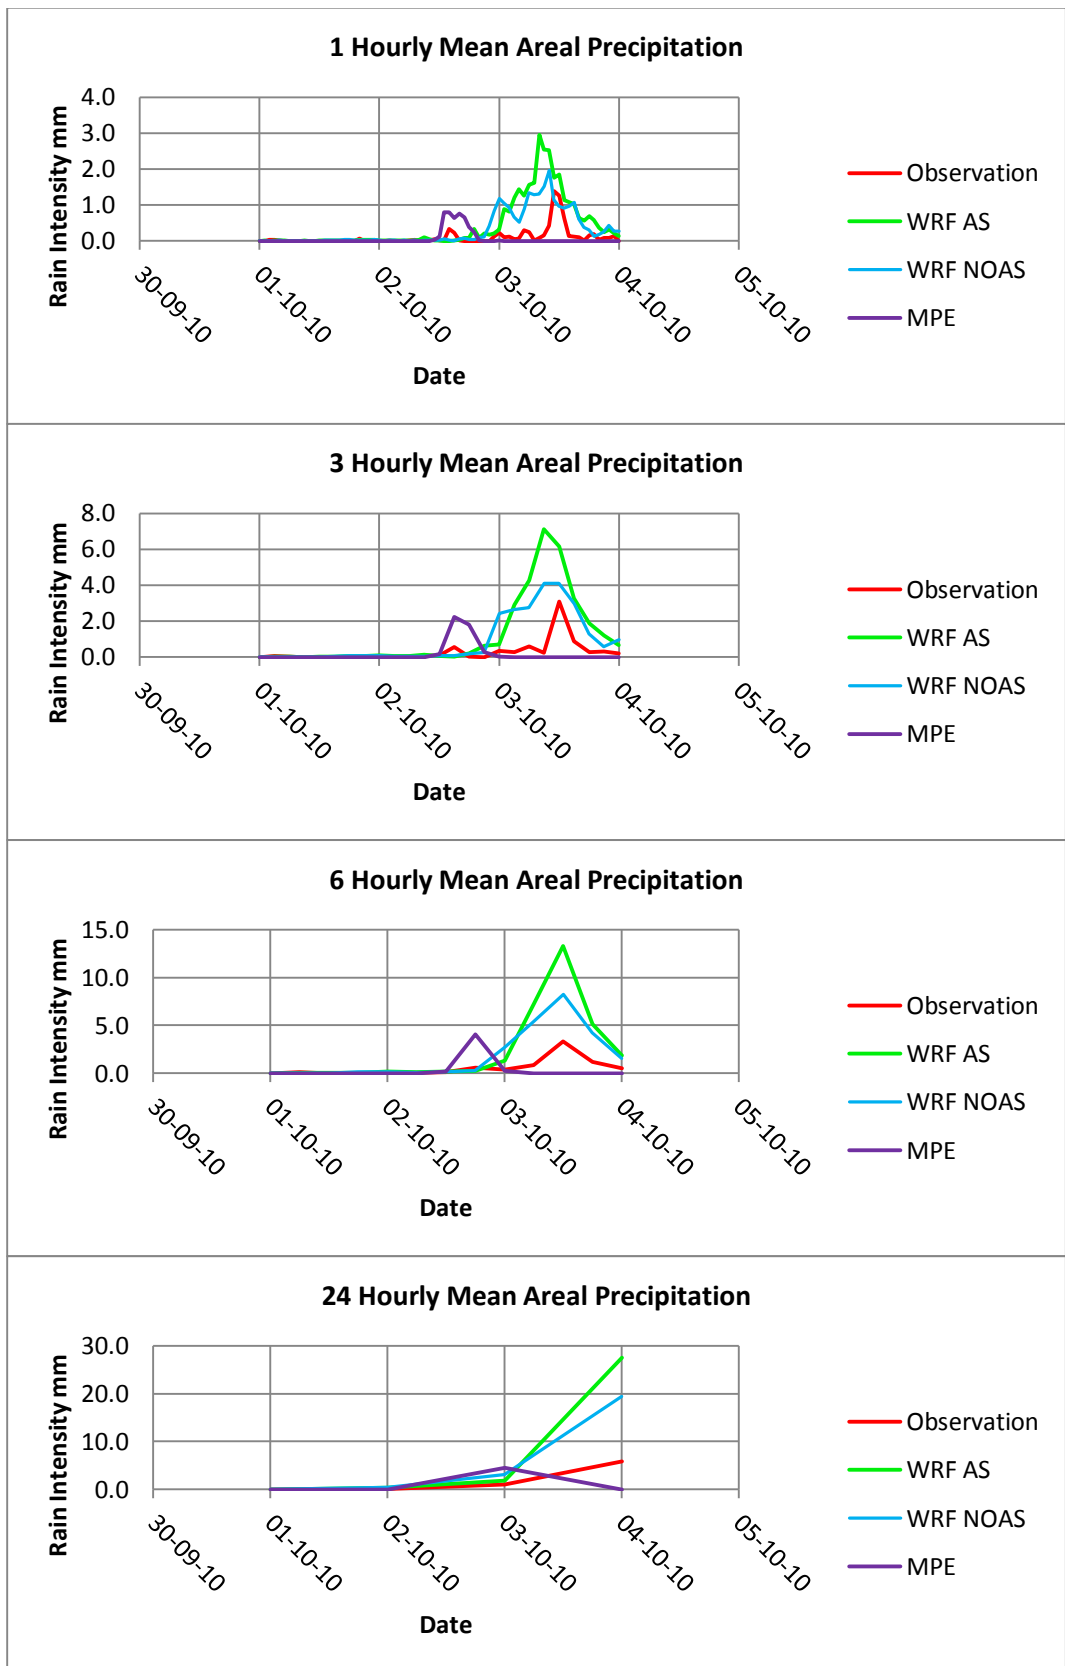 1 Hourly Mean Areal Precipitation
Rain Intensity mm
4.0
3.0
2.0
1.0
0.0
30-09-10
01-10-10
02-10-10
03-10-10
04-10-10
05-10-10
Date
Observation
WRF AS
WRF NOAS
MPE
3 Hourly Mean Areal Precipitation
Rain Intensity mm
8.0
6.0
4.0
2.0
0.0
30-09-10
01-10-10
02-10-10
03-10-10
04-10-10
05-10-10
Date
Observation
WRF AS
WRF NOAS
MPE
6 Hourly Mean Areal Precipitation
Rain Intensity mm
15.0
10.0
5.0
0.0
30-09-10
01-10-10
02-10-10
03-10-10
04-10-10
05-10-10
Date
Observation
WRF AS
WRF NOAS
MPE
24 Hourly Mean Areal Precipitation
Rain Intensity mm
30.0
20.0
10.0
0.0
30-09-10
01-10-10
02-10-10
03-10-10
04-10-10
05-10-10
Date
Observation
WRF AS
WRF NOAS
MPE